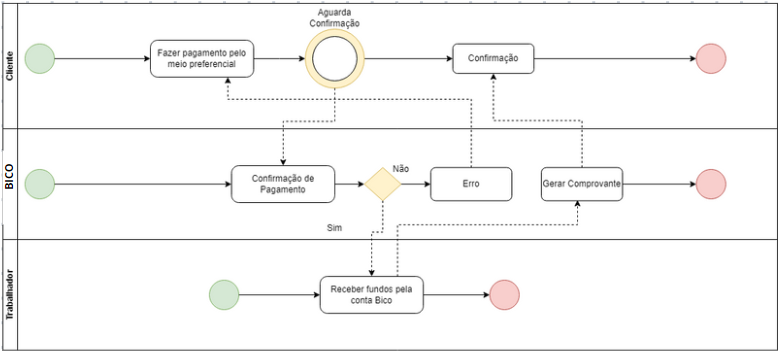 Aguarda
Confirmação
Cliente
Fazer pagamento pelo
meio preferencial
Confirmação
BICO
Confirmação de
Pagamento
Não
Erro
Gerar Comprovante
Sim
Trabalhador
Receber fundos pela
conta Bico